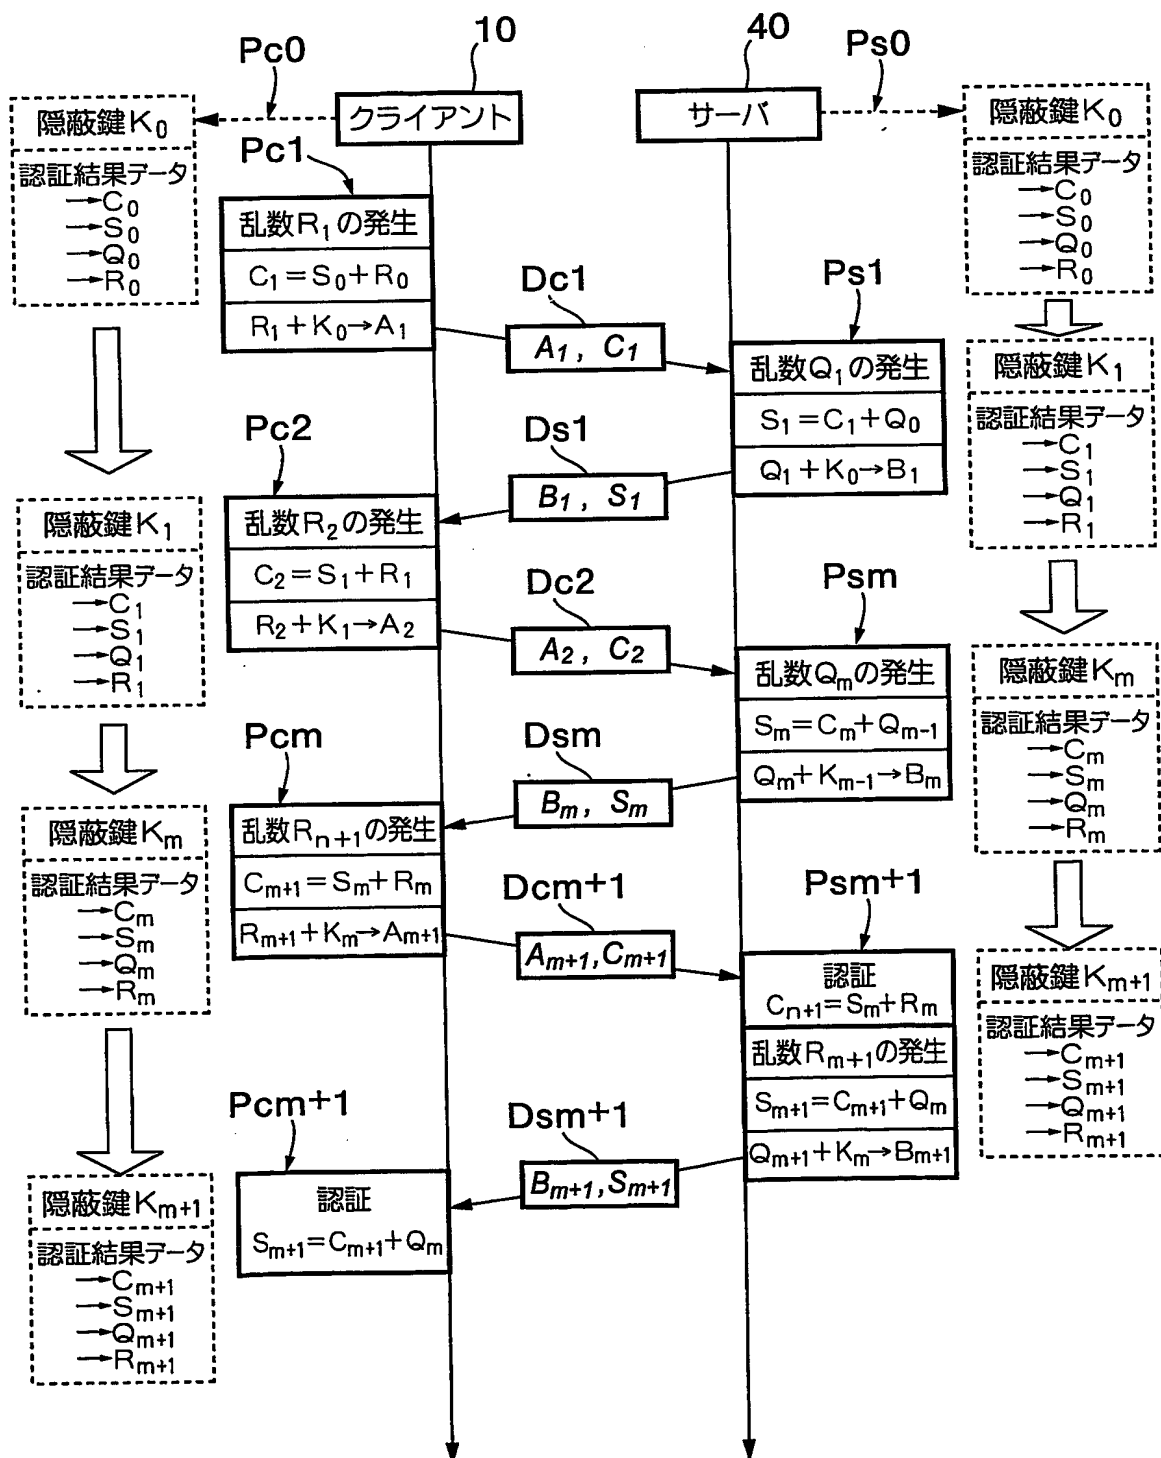 10
40
Pc0
Ps0
クライアント
サーバ
隠蔽鍵K0
認証結果データ
→C0
→S0
→Q0
→R0
隠蔽鍵K0
認証結果データ
→C0
→S0
→Q0
→R0
Pc1
乱数R1の発生
C1=S0+R0
R1+K0→A1
Dc1
A1, C1
Ps1
乱数Q1の発生
S1=C1+Q0
Q1+K0→B1
隠蔽鍵K1
認証結果データ
→C1
→S1
→Q1
→R1
Ds1
B1, S1
Pc2
乱数R2の発生
C2=S1+R1
R2+K1→A2
隠蔽鍵K1
認証結果データ
→C1
→S1
→Q1
→R1
Dc2
A2, C2
Psm
乱数Qmの発生
Sm=Cm+Qm-1
Qm+Km-1→Bm
隠蔽鍵Km
認証結果データ
→Cm
→Sm
→Qm
→Rm
Dsm
Bm, Sm
Pcm
乱数Rn+1の発生
Cm+1=Sm+Rm
Rm+1+Km→Am+1
隠蔽鍵Km
認証結果データ
→Cm
→Sm
→Qm
→Rm
Dcm+1
Am+1,Cm+1
Psm+1
認証
Cn+1=Sm+Rm
乱数Rm+1の発生
Sm+1=Cm+1+Qm
Qm+1+Km→Bm+1
隠蔽鍵Km+1
認証結果データ
→Cm+1
→Sm+1
→Qm+1
→Rm+1
Dsm+1
Bm+1,Sm+1
Pcm+1
認証
Sm+1=Cm+1+Qm
隠蔽鍵Km+1
認証結果データ
→Cm+1
→Sm+1
→Qm+1
→Rm+1